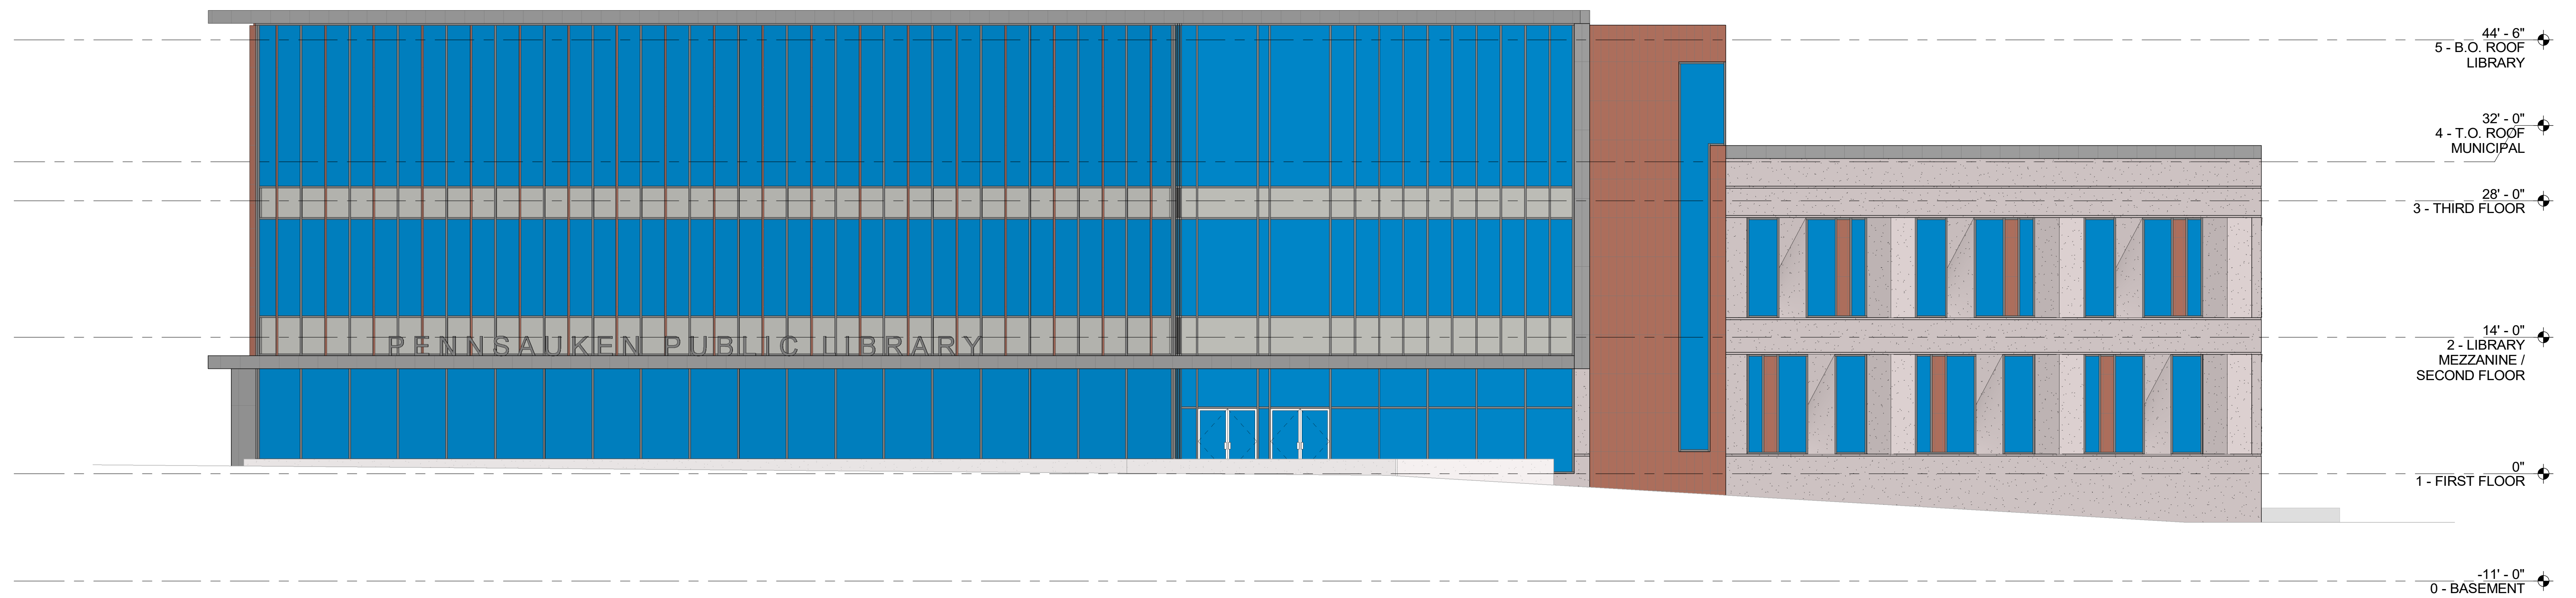 44' - 6"
5 - B.O. ROOF
LIBRARY
32' - 0"
4 - T.O. ROOF
MUNICIPAL
28' - 0"
3 - THIRD FLOOR
PENNSAUKEN PUBLIC LIBRARY
14' - 0"
2 - LIBRARY
MEZZANINE /
SECOND FLOOR
0"
1 - FIRST FLOOR
-11' - 0"
0 - BASEMENT